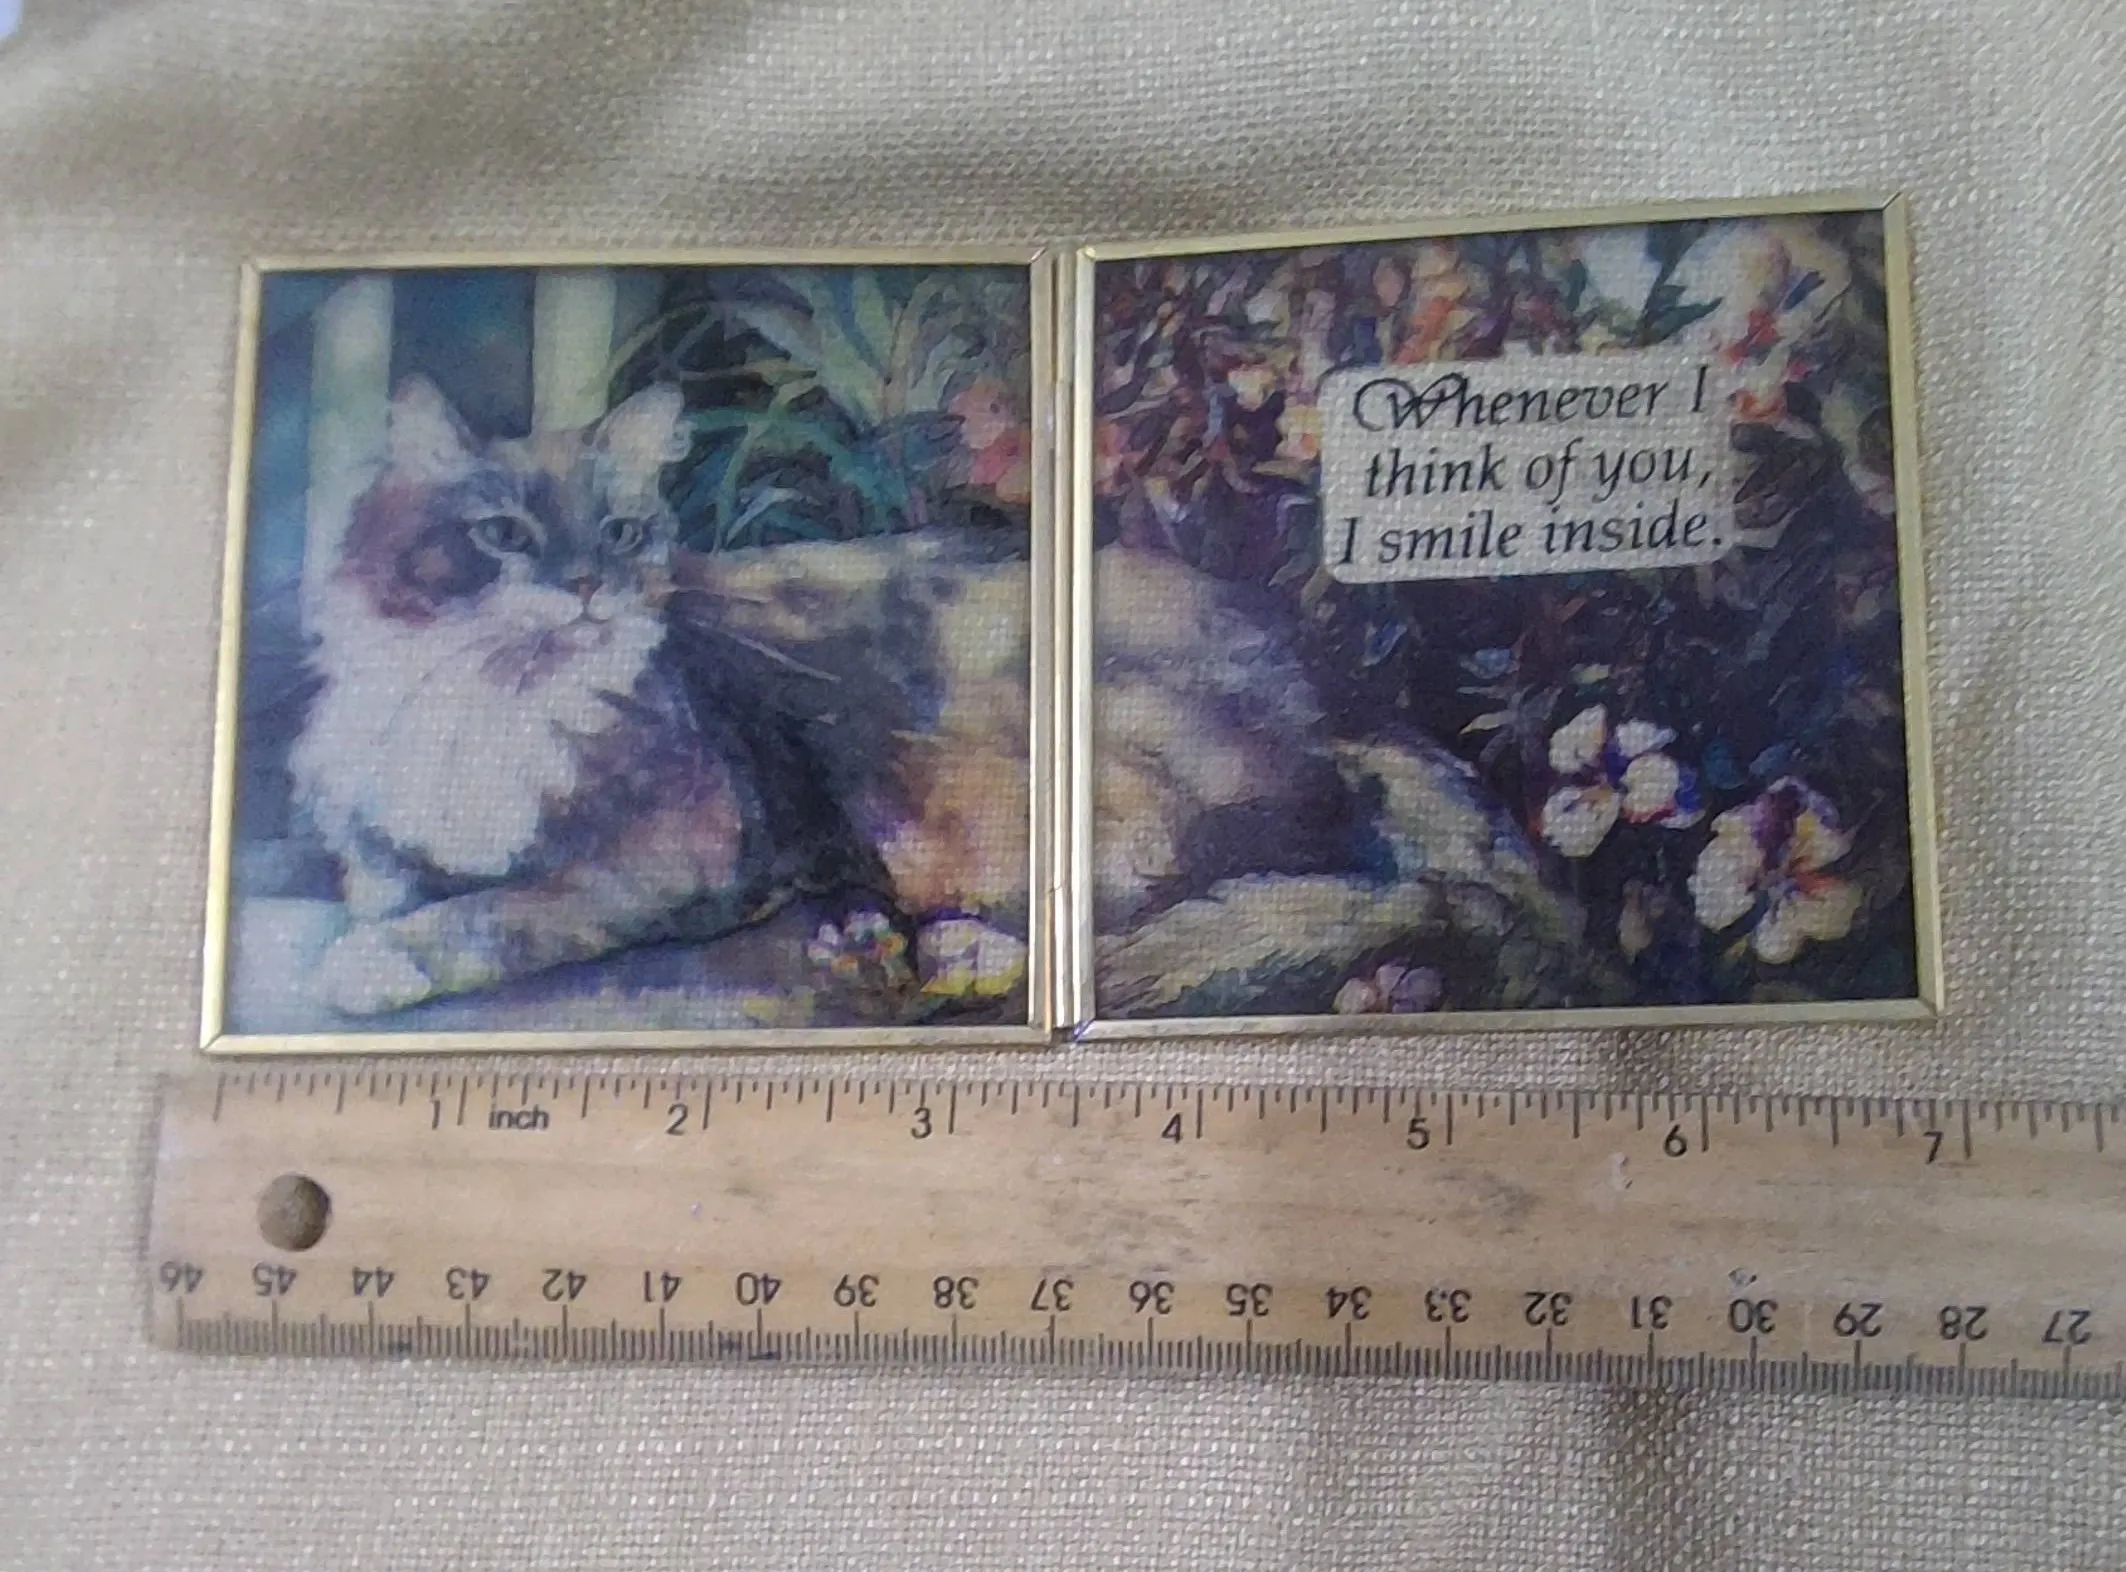 Whenever I
think of you,
I smile inside.
1 inch 2 3 4 5 6 7
46 45 44 43 42 41 40 39 38 37 36 35 34 33 32 31 30 29 28 27